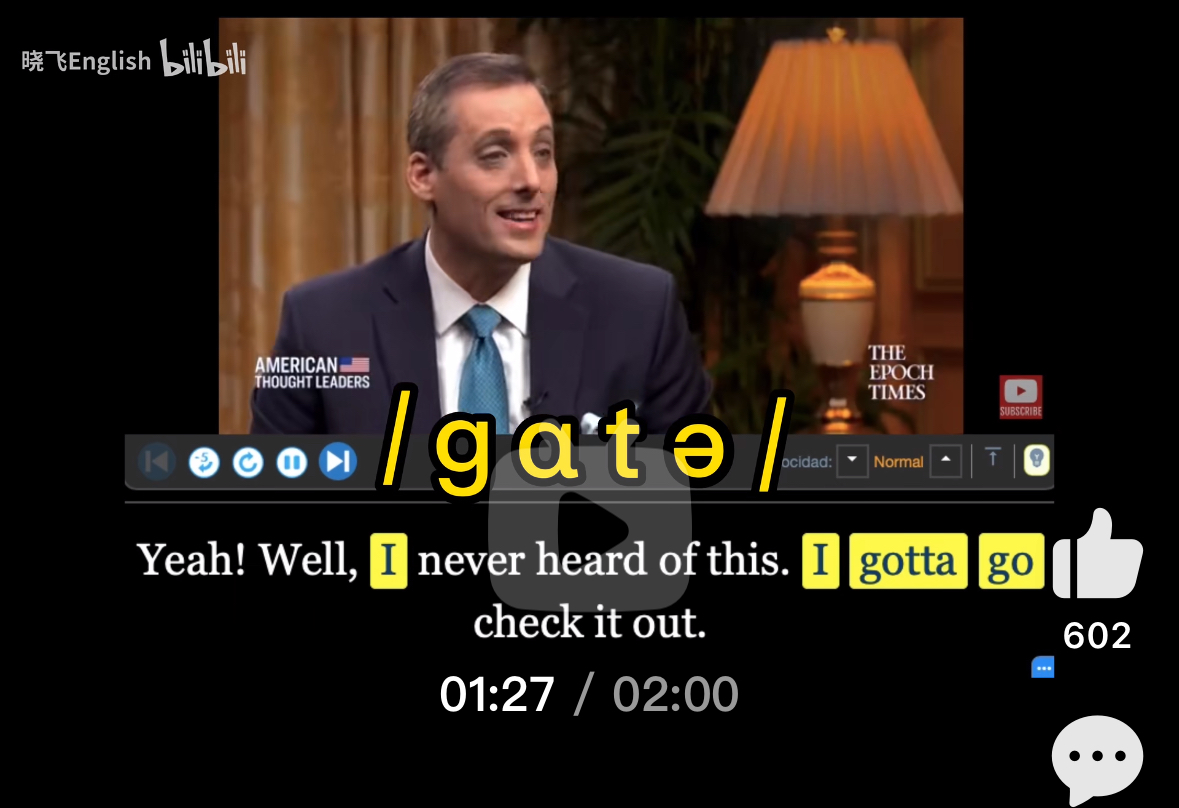 晓飞English bilibili
AMERICAN
THOUGHT LEADERS
THE
EPOCH
TIMES
SUBSCRIBE
/gɑtə/
-5
ocidad: Normal
Yeah! Well, I never heard of this. I gotta go
check it out.
602
01:27 / 02:00